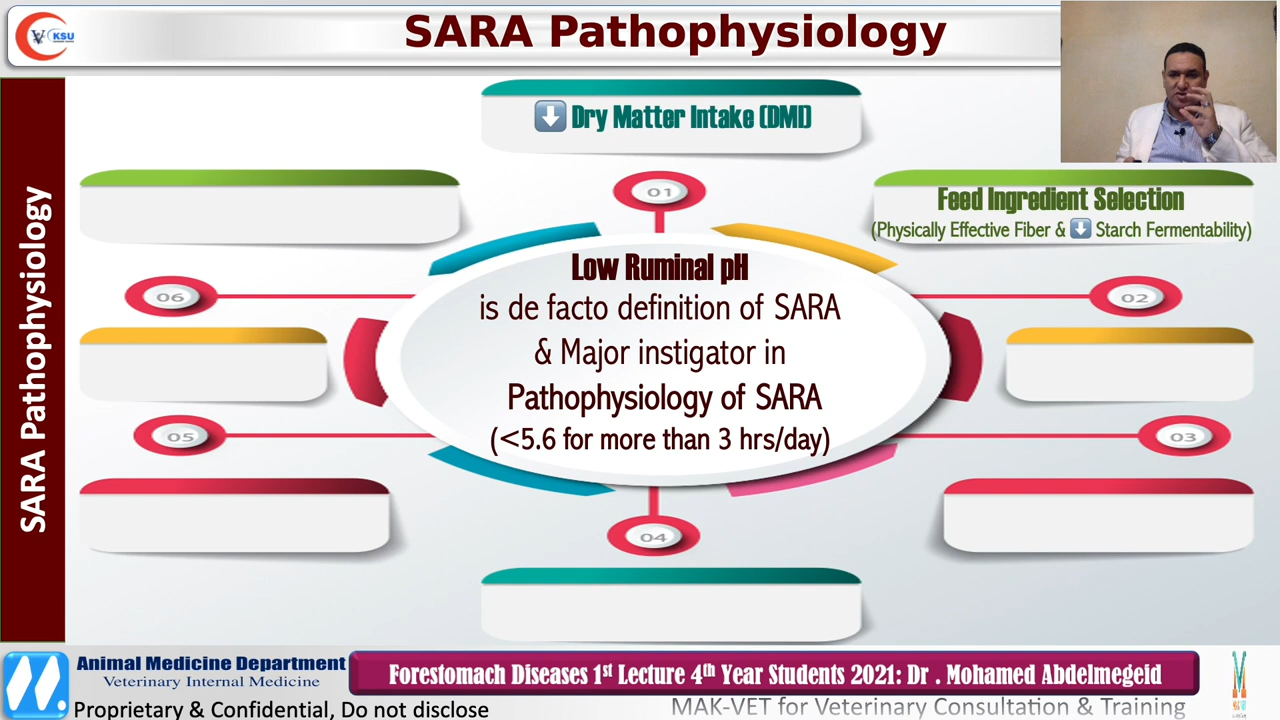 SARA Pathophysiology
KSU
SARA Pathophysiology
⬇ Dry Matter Intake (DMI)
Feed Ingredient Selection
(Physically Effective Fiber & ⬇ Starch Fermentability)
01
02
03
04
05
06
Low Ruminal pH
is de facto definition of SARA
& Major instigator in
Pathophysiology of SARA
(<5.6 for more than 3 hrs/day)
Animal Medicine Department
Veterinary Internal Medicine
Forestomach Diseases 1st Lecture 4th Year Students 2021: Dr . Mohamed Abdelmegeid
Proprietary & Confidential, Do not disclose
MAK-VET for Veterinary Consultation & Training